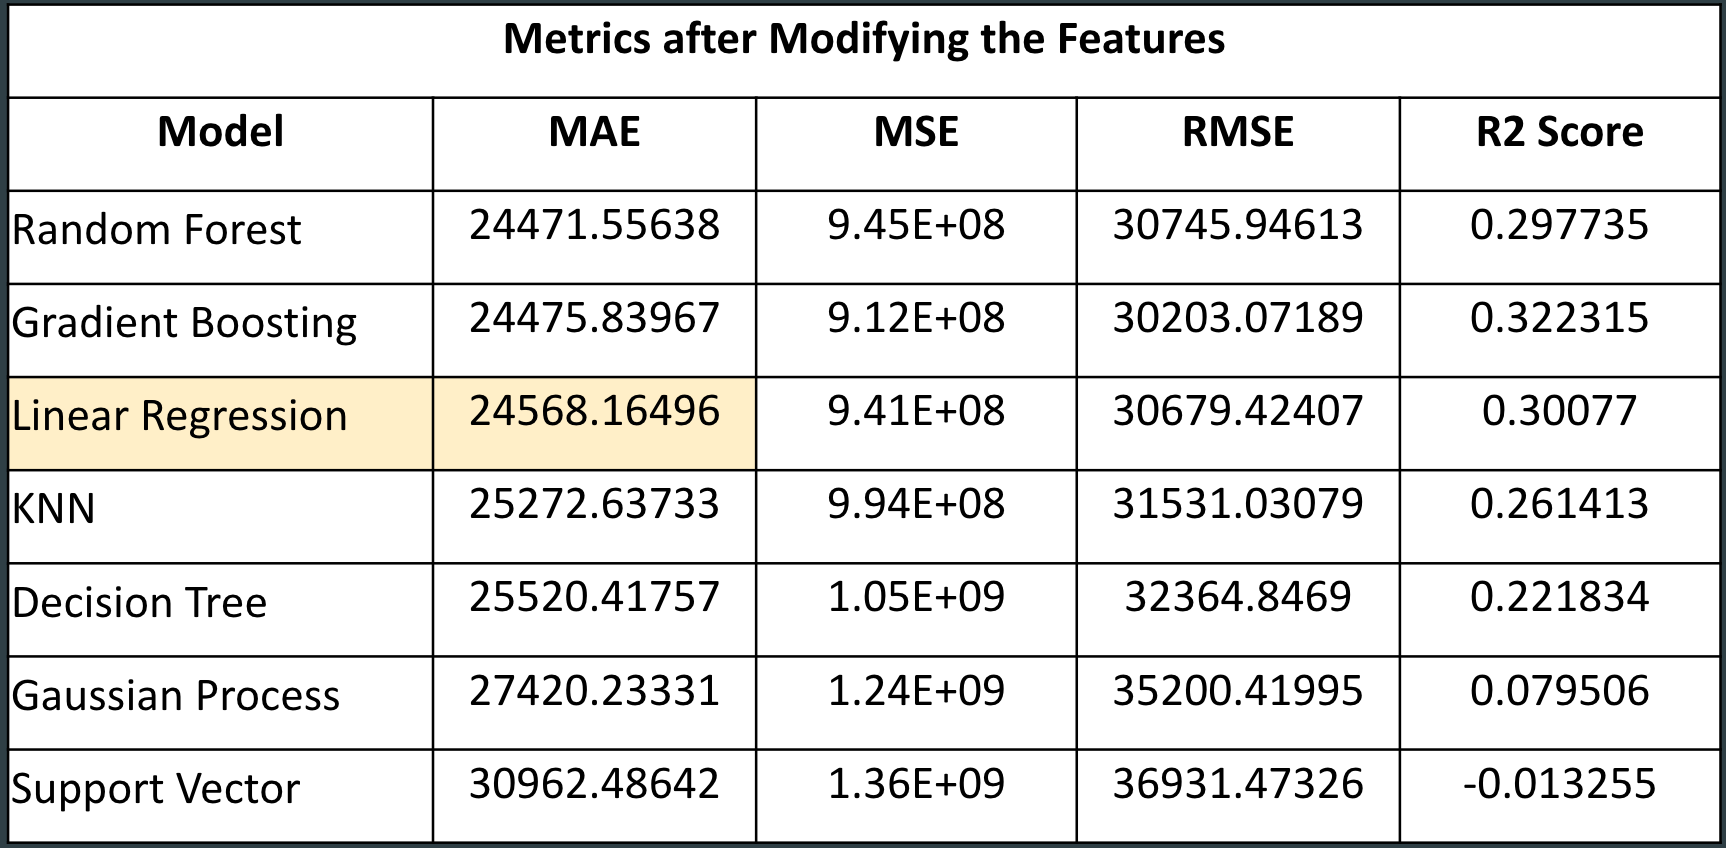 Metrics after Modifying the Features
Model MAE MSE RMSE R2 Score
Random Forest 24471.55638 9.45E+08 30745.94613 0.297735
Gradient Boosting 24475.83967 9.12E+08 30203.07189 0.322315
Linear Regression 24568.16496 9.41E+08 30679.42407 0.30077
KNN 25272.63733 9.94E+08 31531.03079 0.261413
Decision Tree 25520.41757 1.05E+09 32364.8469 0.221834
Gaussian Process 27420.23331 1.24E+09 35200.41995 0.079506
Support Vector 30962.48642 1.36E+09 36931.47326 -0.013255